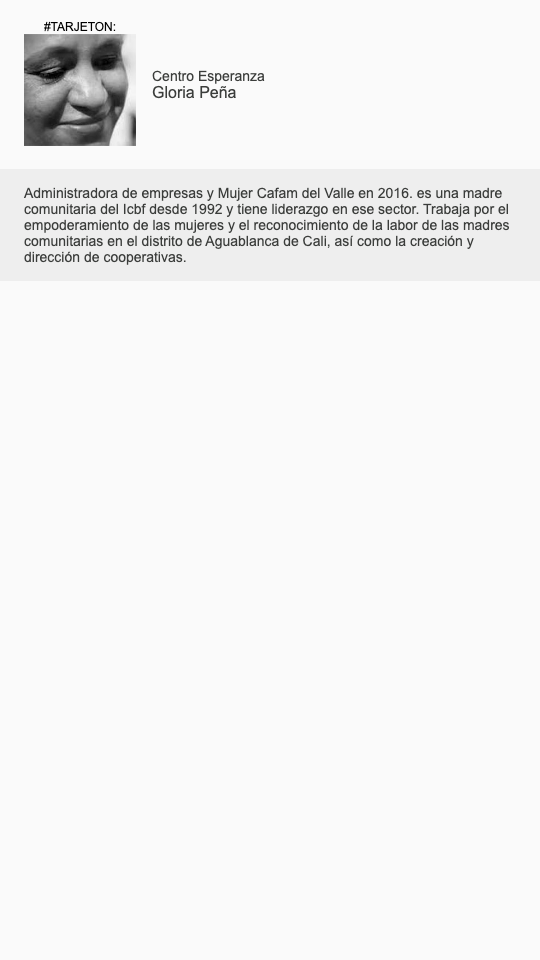 #TARJETON:
Centro Esperanza
Gloria Peña
Administradora de empresas y Mujer Cafam del Valle en 2016. es una madre
comunitaria del Icbf desde 1992 y tiene liderazgo en ese sector. Trabaja por el
empoderamiento de las mujeres y el reconocimiento de la labor de las madres
comunitarias en el distrito de Aguablanca de Cali, así como la creación y
dirección de cooperativas.